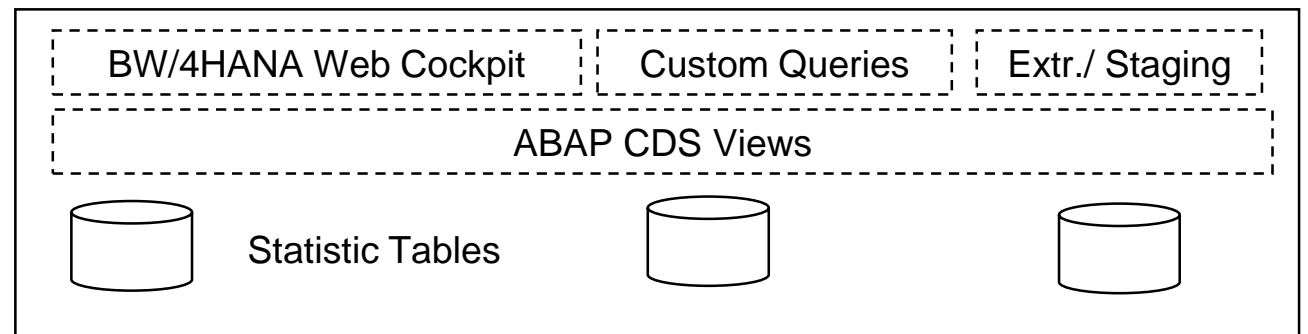 BW/4HANA Web Cockpit
Custom Queries
Extr./ Staging
ABAP CDS Views
Statistic Tables